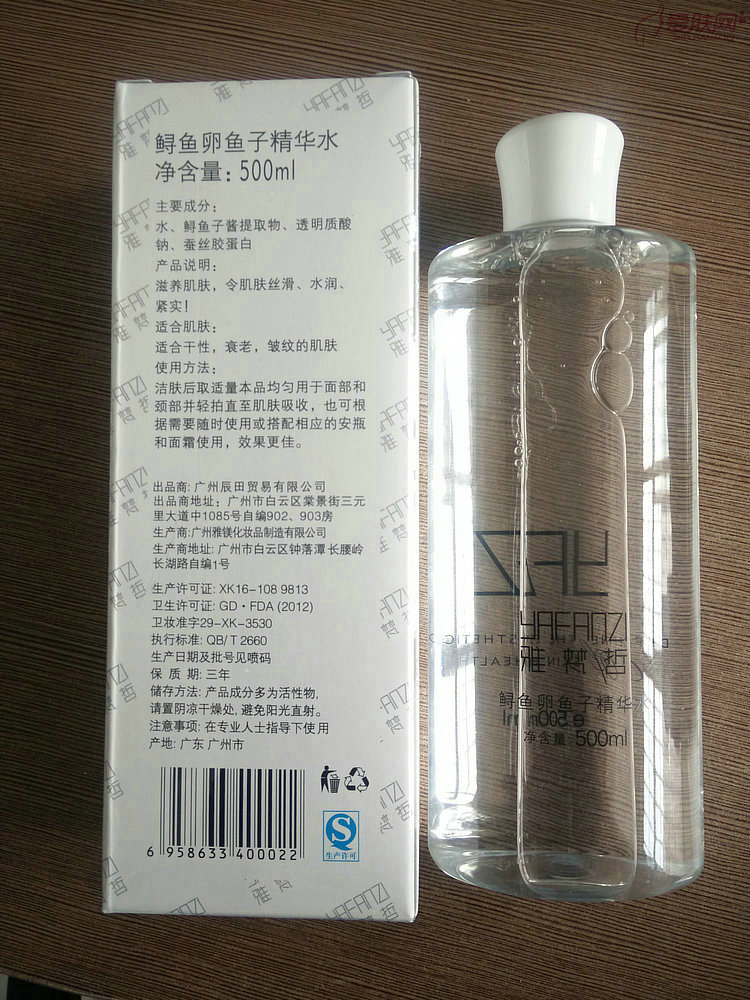 爱肤网
鲟鱼卵鱼子精华水
净含量：500ml
主要成分：
水、鲟鱼子酱提取物、透明质酸
钠、蚕丝胶蛋白
产品说明：
滋养肌肤，令肌肤丝滑、水润、
紧实！
适合肌肤：
适合干性，衰老，皱纹的肌肤
使用方法：
洁肤后取适量本品均匀用于面部和
颈部并轻拍直至肌肤吸收，也可根
据需要随时使用或搭配相应的安瓶
和面霜使用，效果更佳。
出品商：广州辰田贸易有限公司
出品商地址：广州市白云区棠景街三元
里大道中1085号自编902、903房
生产商：广州雅镁化妆品制造有限公司
生产商地址：广州市白云区钟落潭长腰岭
长湖路自编1号
生产许可证：XK16-108 9813
卫生许可证：GD·FDA (2012)
卫妆准字29-XK-3530
执行标准：QB/T 2660
生产日期及批号见喷码
保 质 期：三年
储存方法：产品成分多为活性物，
请置阴凉干燥处，避免阳光直射。
注意事项：在专业人士指导下使用
产地：广东 广州市
6 958633 400022
QS
生产许可
YFZ
YAFANZI
雅梵哲
鲟鱼卵鱼子精华水
e 500ml
净含量：500ml